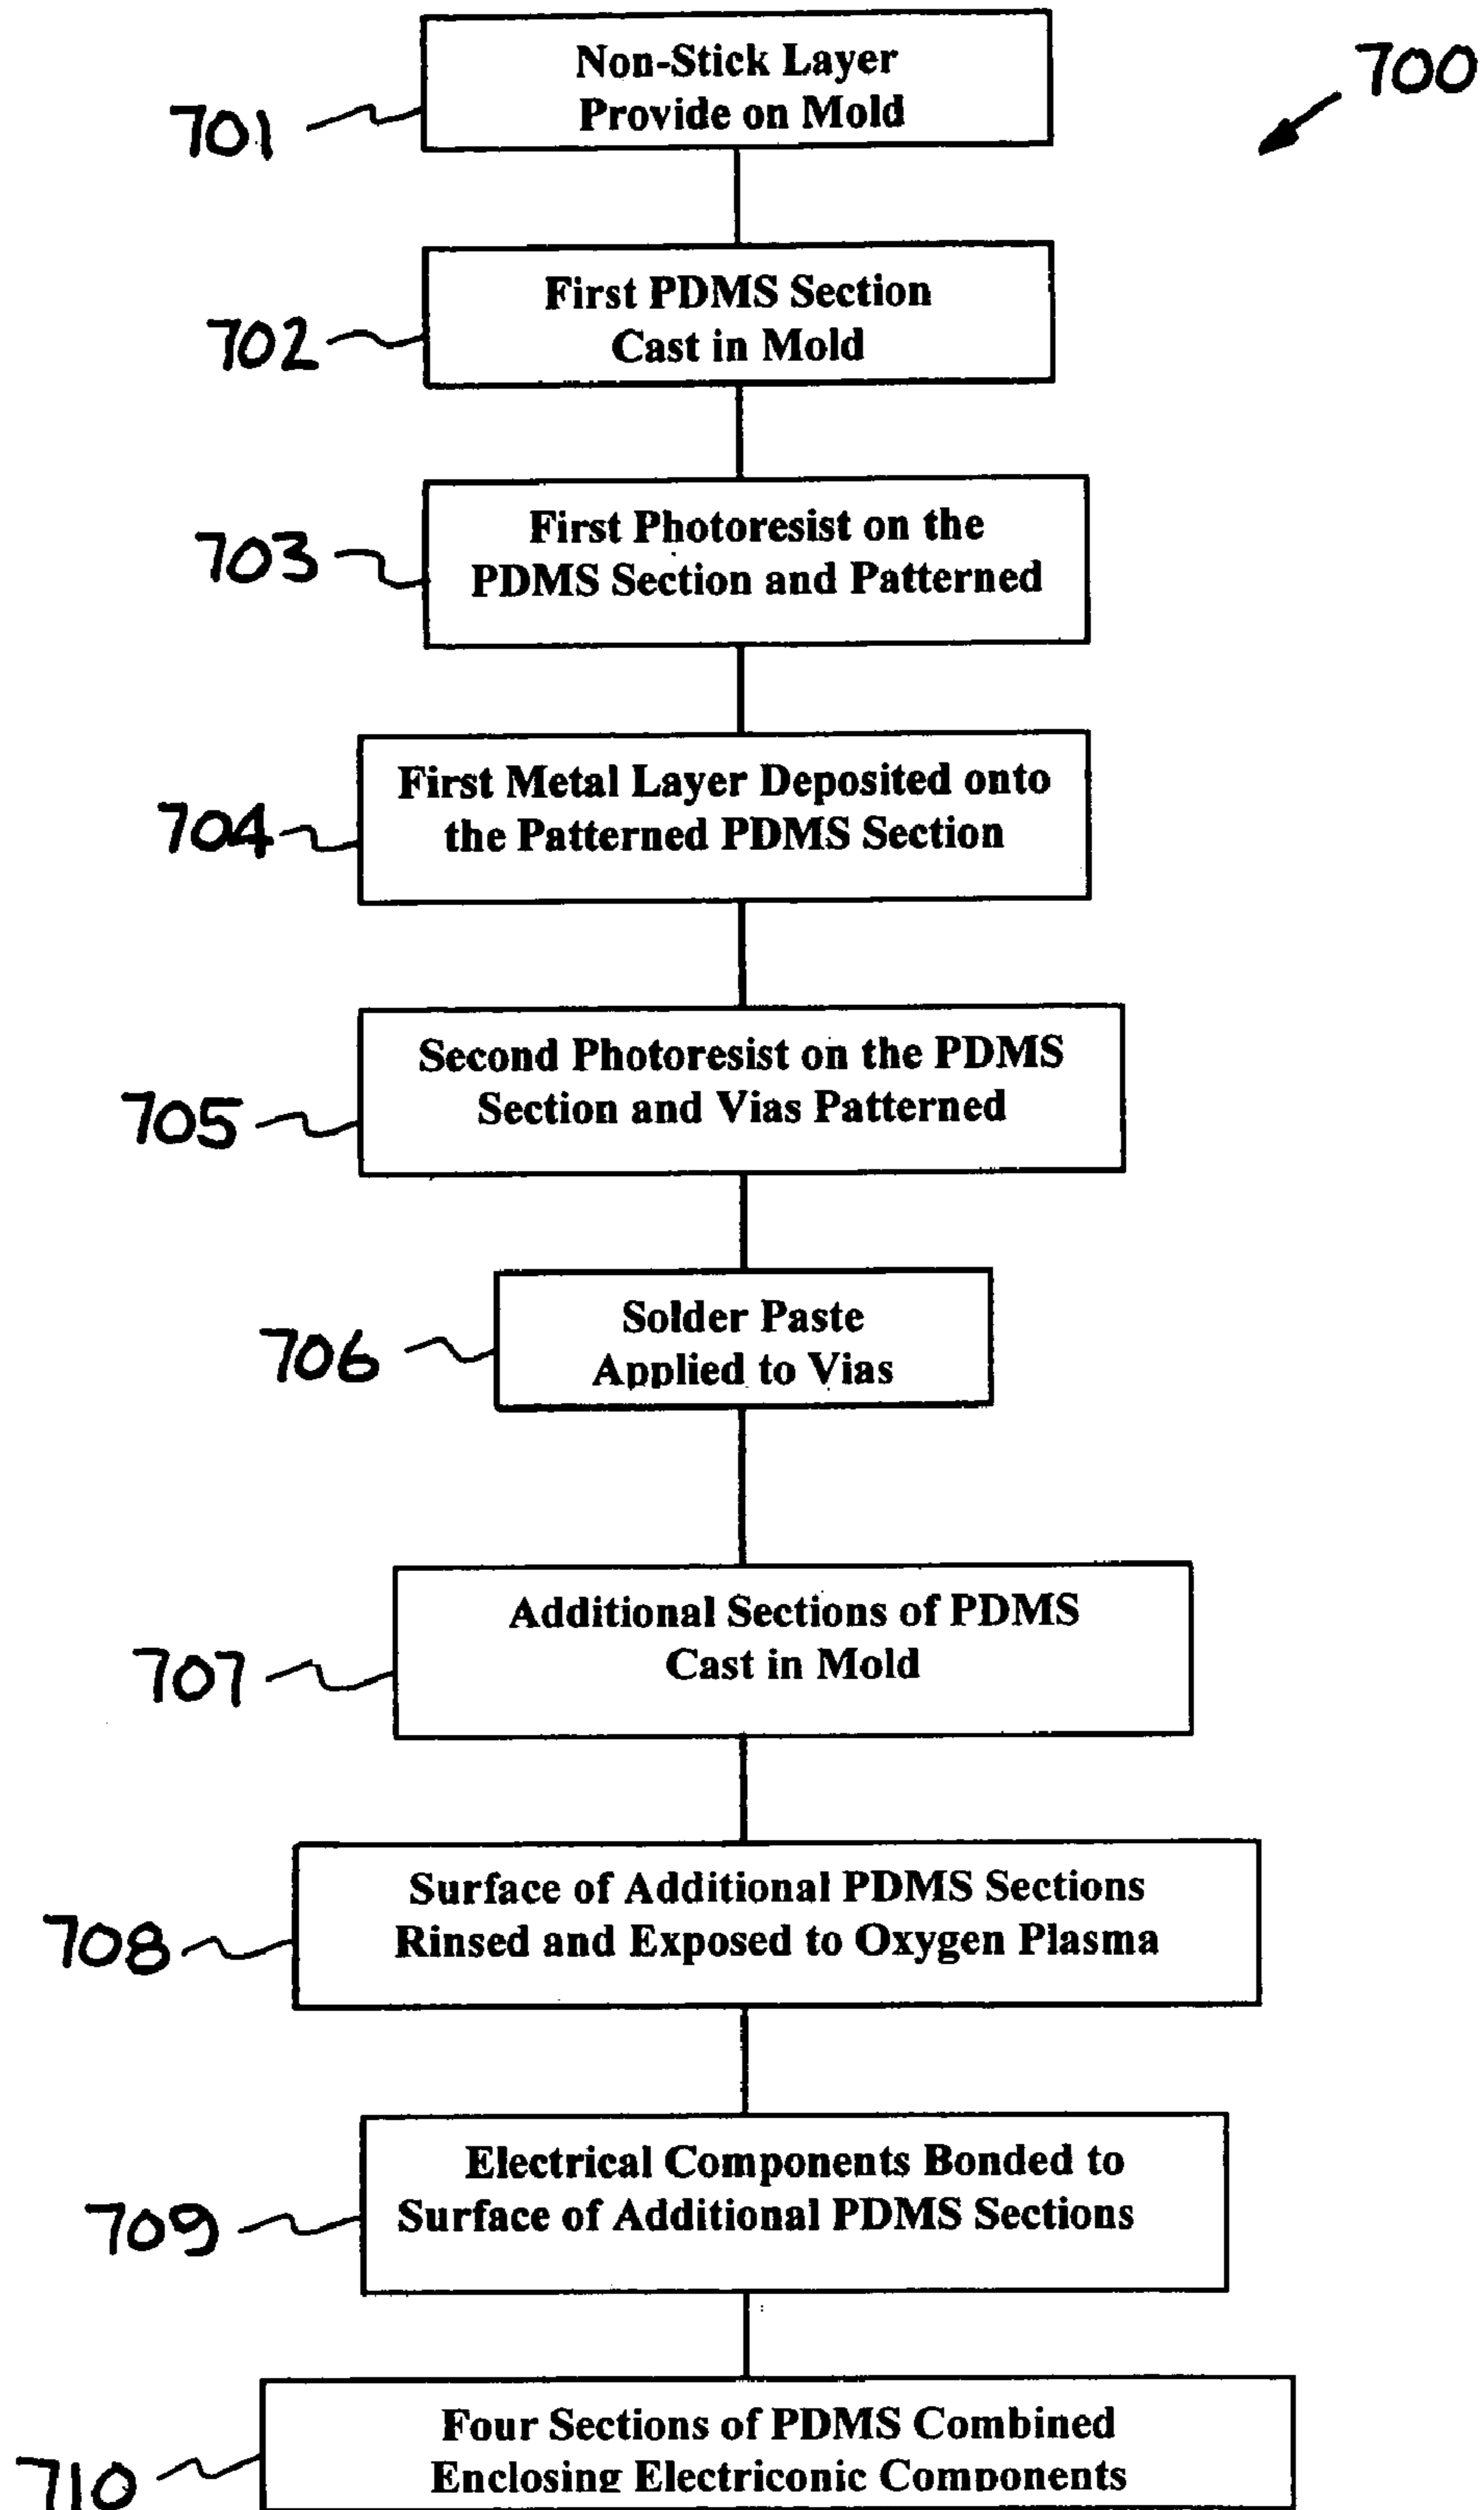 700
Non-Stick Layer
Provide on Mold
701
First PDMS Section
Cast in Mold
702
First Photoresist on the
PDMS Section and Patterned
703
First Metal Layer Deposited onto
the Patterned PDMS Section
704
Second Photoresist on the PDMS
Section and Vias Patterned
705
Solder Paste
Applied to Vias
706
Additional Sections of PDMS
Cast in Mold
707
Surface of Additional PDMS Sections
Rinsed and Exposed to Oxygen Plasma
708
Electrical Components Bonded to
Surface of Additional PDMS Sections
709
Four Sections of PDMS Combined
Enclosing Electriconic Components
710